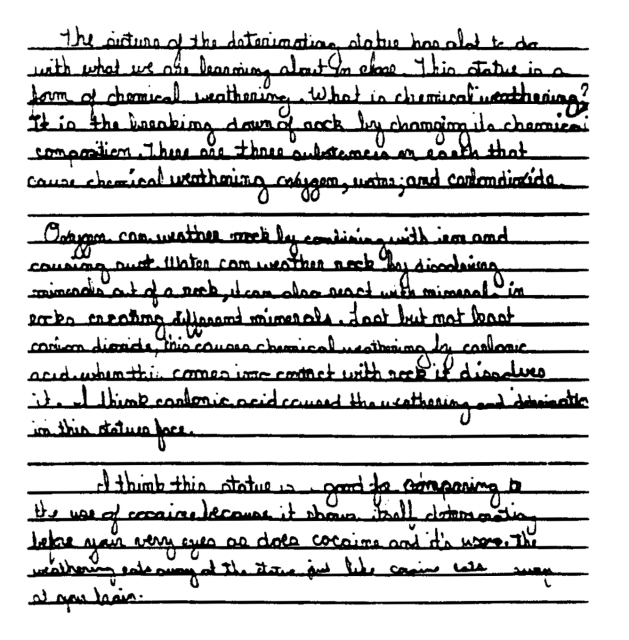 The picture of the deteriorating statue has alot to do
with what we are learning about in class. This statue is a
form of chemical weathering. What is chemical weathering?
It is the breaking down of rock by changing its chemical
composition. There are three substances on earth that
cause chemical weathering oxygen, water, and carbondioxide.
Oxygen can weather rock by combining with iron and
causing rust. Water can weather rock by dissolving
minerals out of a rock, it can also react with minerals in
rocks creating different minerals. Last but not least
carbon dioxide, this causes chemical weathering by carbonic
acid when this comes into contact with rock it dissolves
it. I think carbonic acid caused the weathering and
in this statues face.
I think this statue is good for comparing to
the use of cocaine because it shows itself deteriorating
before your very eyes as does cocaine and it's users. The
weathering eats away at the statue just like cocaine eats away
at your brain.